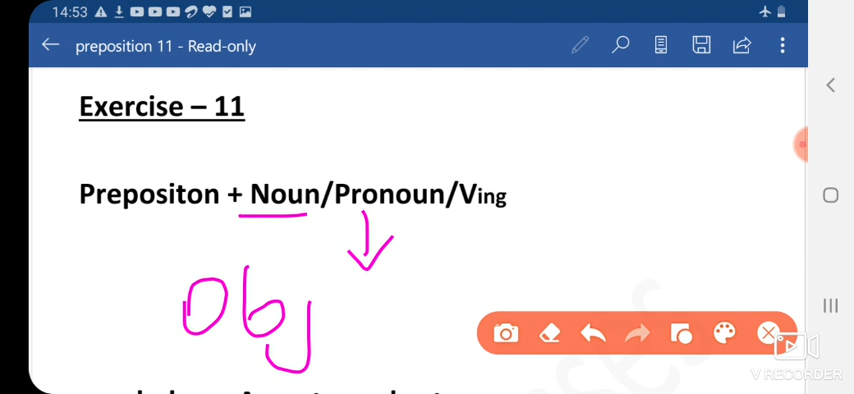 14:53
preposition 11 - Read-only
Exercise – 11
Prepositon + Noun/Pronoun/Ving
Obj
V RECORDER